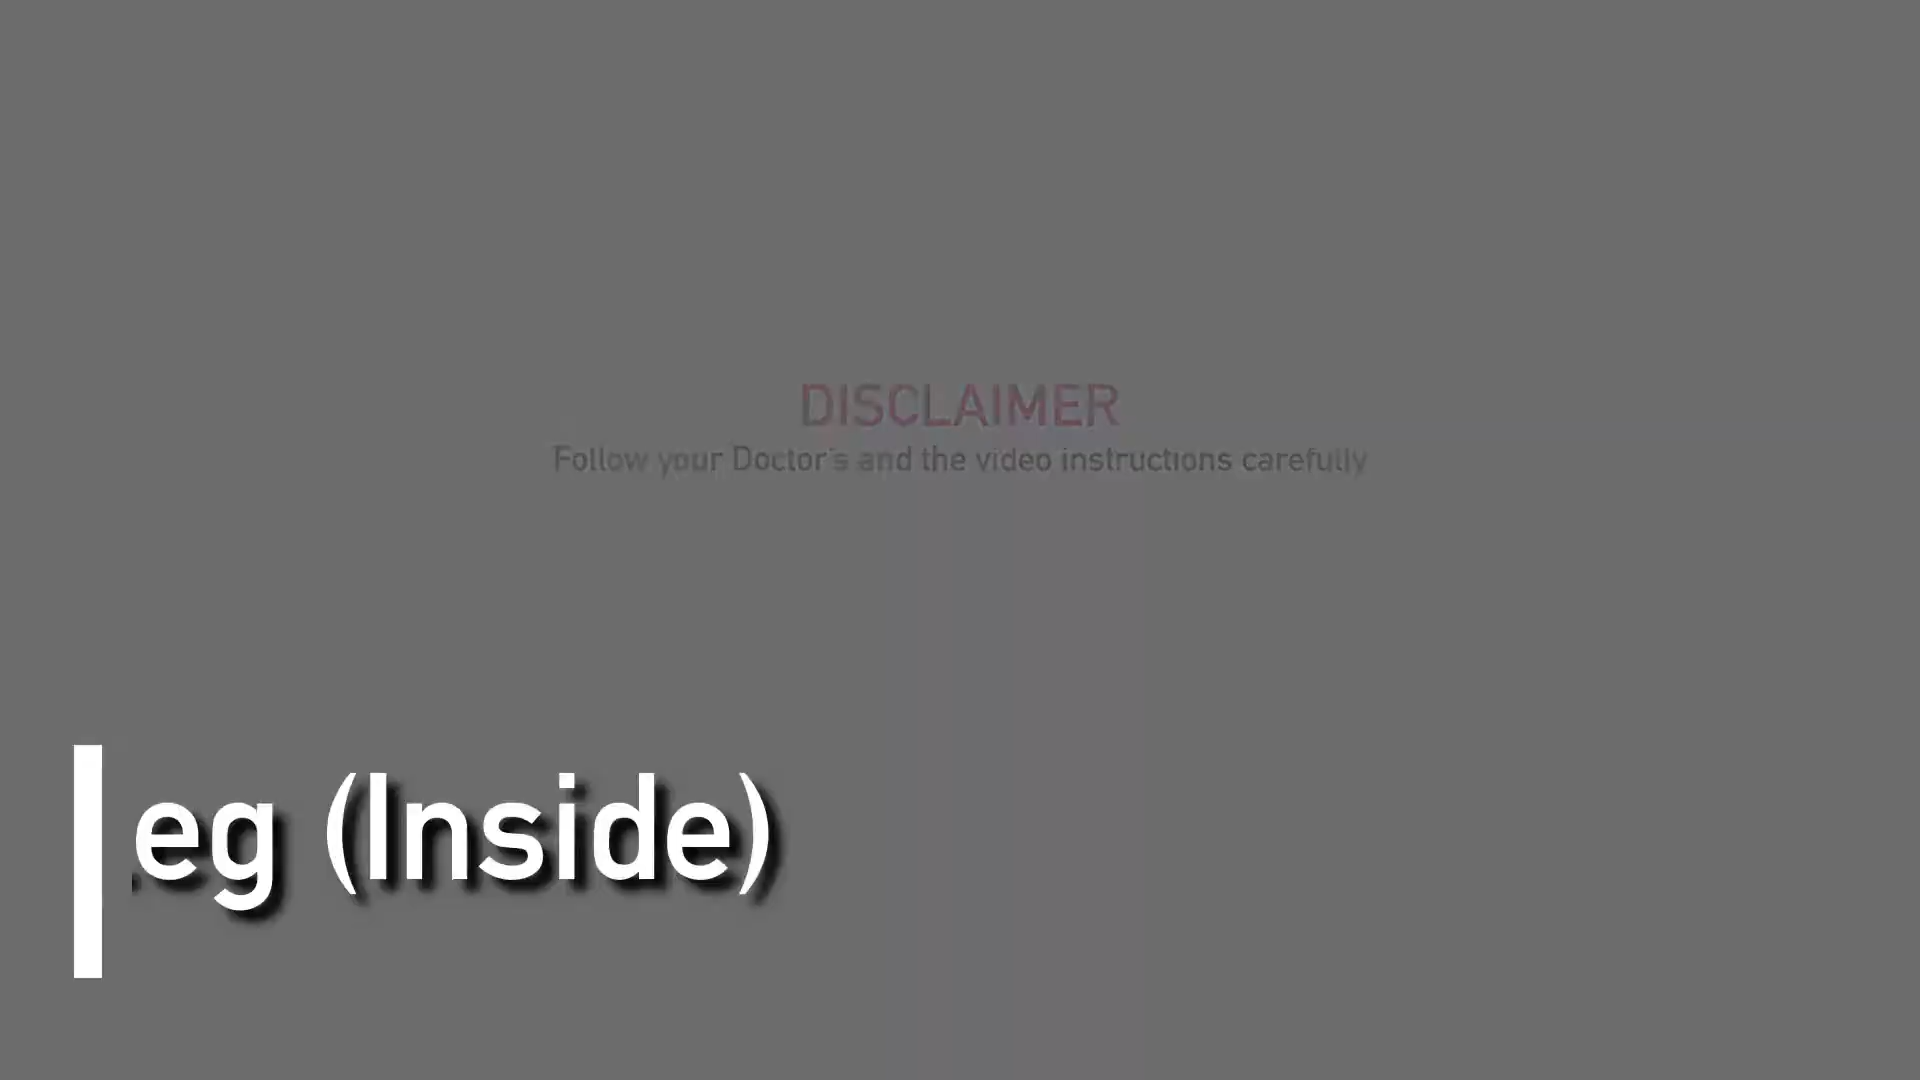 DISCLAIMER
Follow your Doctor's and the video instructions carefully
eg (Inside)